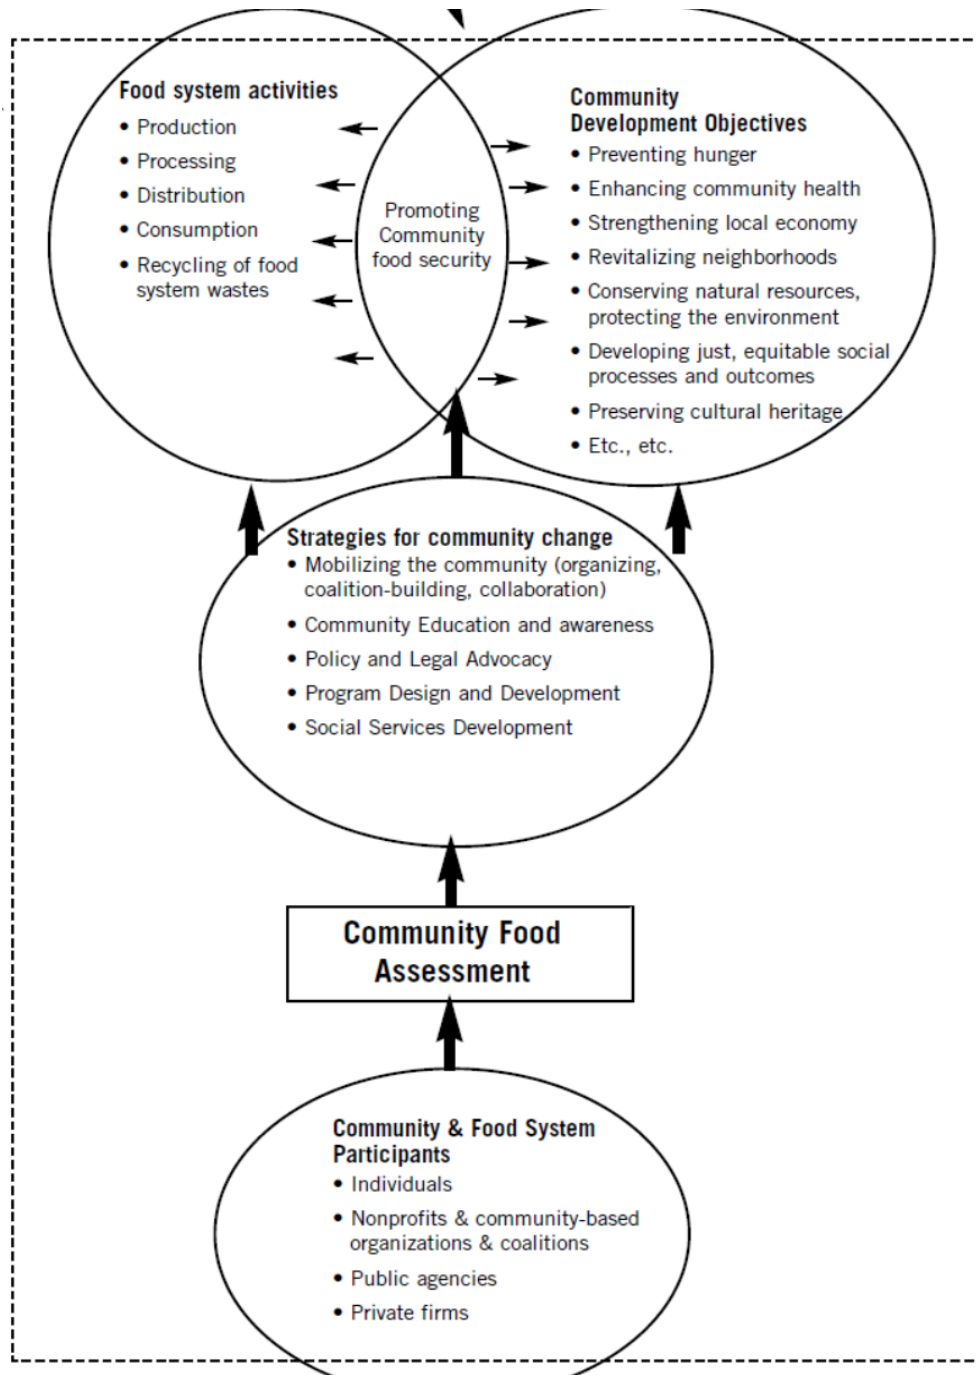 Food system activities
• Production
• Processing
• Distribution
• Consumption
• Recycling of food
system wastes
Promoting
Community
food security
Community
Development Objectives
• Preventing hunger
• Enhancing community health
• Strengthening local economy
• Revitalizing neighborhoods
• Conserving natural resources,
protecting the environment
• Developing just, equitable social
processes and outcomes
• Preserving cultural heritage
• Etc., etc.
Strategies for community change
• Mobilizing the community (organizing,
coalition-building, collaboration)
• Community Education and awareness
• Policy and Legal Advocacy
• Program Design and Development
• Social Services Development
Community Food
Assessment
Community & Food System
Participants
• Individuals
• Nonprofits & community-based
organizations & coalitions
• Public agencies
• Private firms